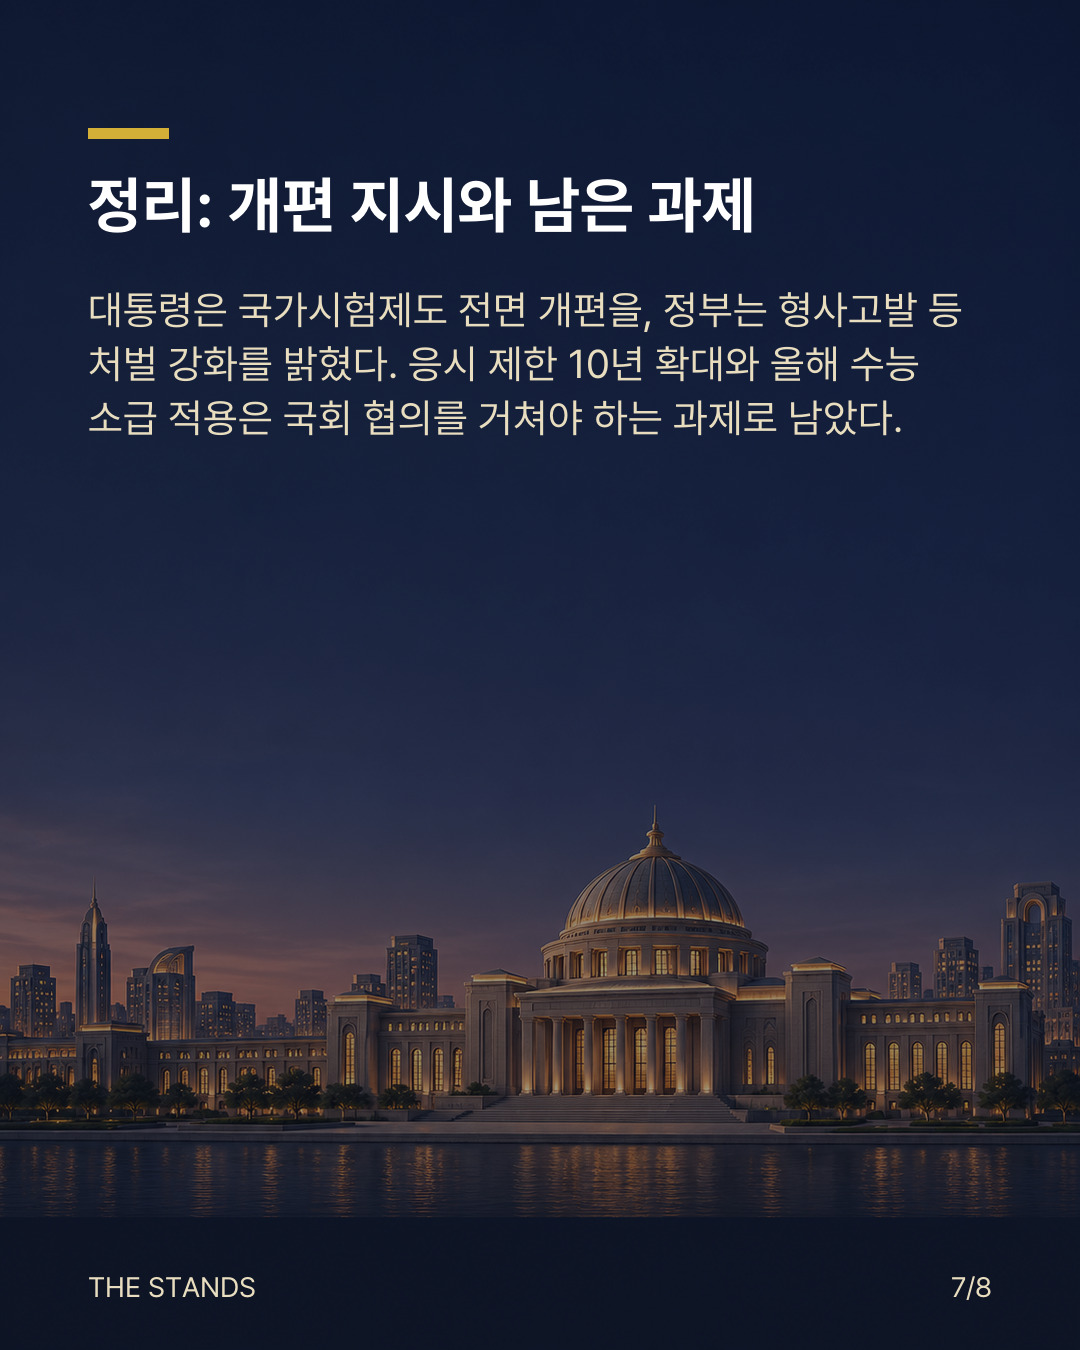 정리: 개편 지시와 남은 과제
대통령은 국가시험제도 전면 개편을, 정부는 형사고발 등
처벌 강화를 밝혔다. 응시 제한 10년 확대와 올해 수능
소급 적용은 국회 협의를 거쳐야 하는 과제로 남았다.
THE STANDS
7/8